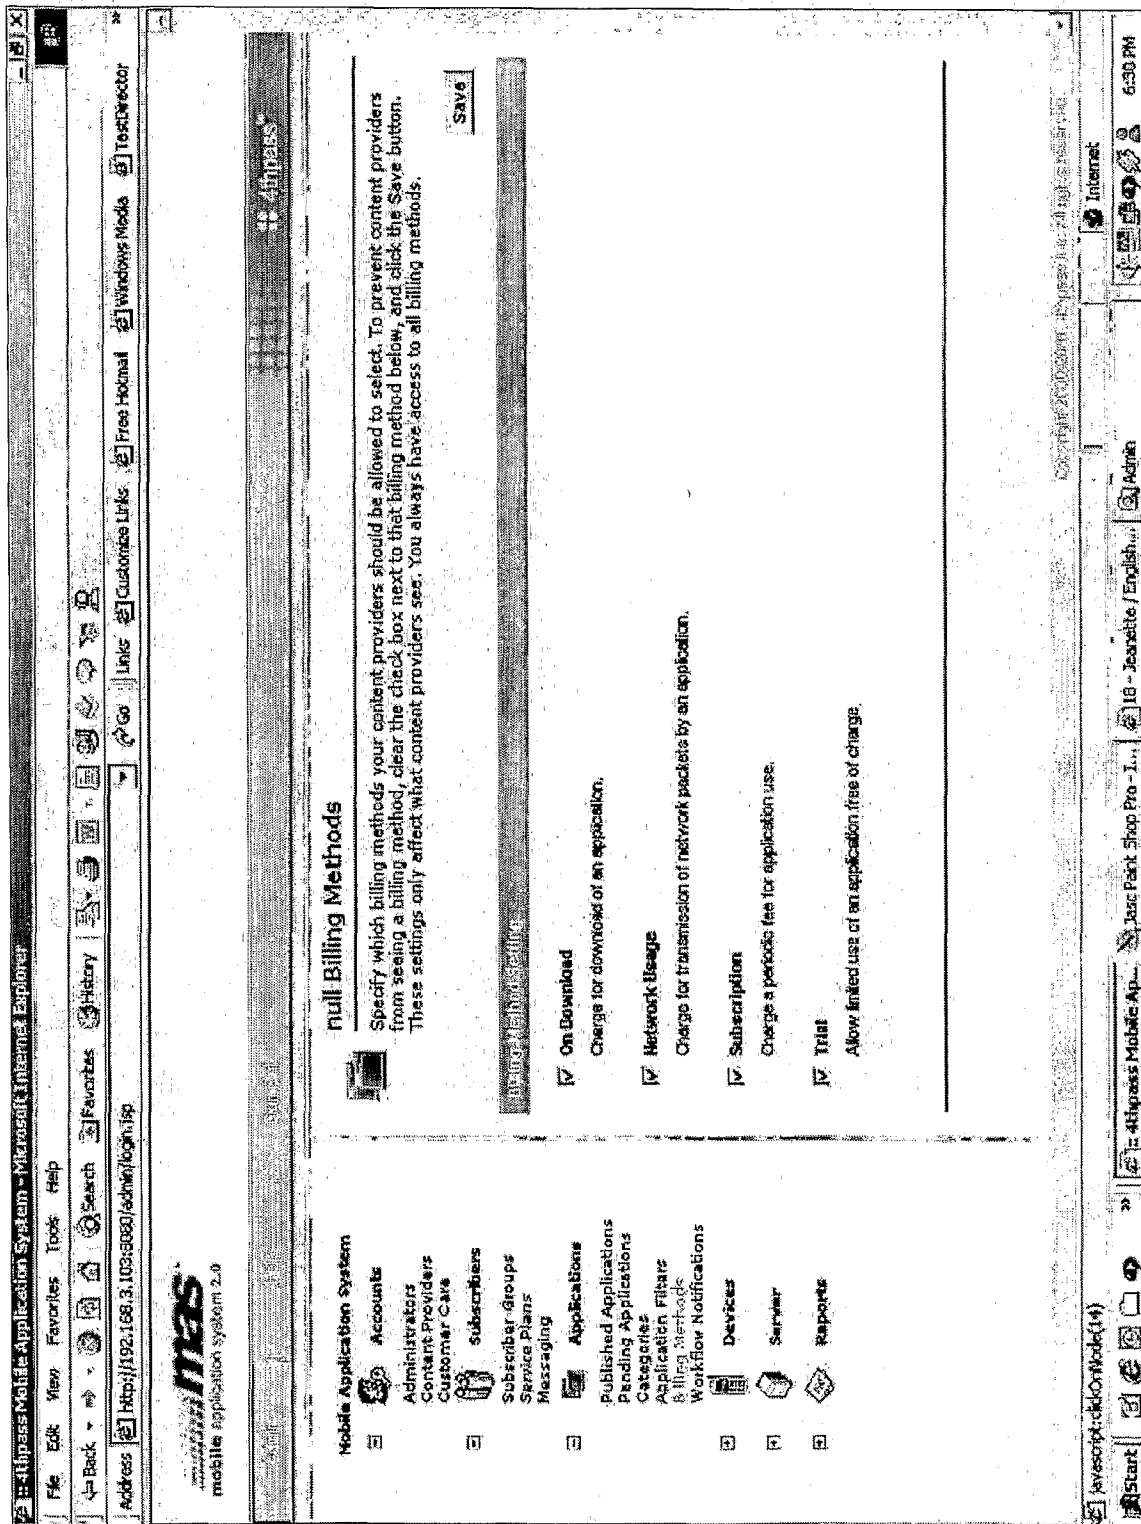 4thpass Mobile Application System - Microsoft Internet Explorer
File Edit View Favorites Tools Help
Back Search Favorites History
Address http://192.168.3.103:8080/admin/login.jsp Go Links Customize Links Free Hotmail Windows Media TestDirector
mas
mobile application system 2.0
4thpass
Mobile Application System
Accounts
Administrators
Content Providers
Customer Care
Subscribers
Subscriber Groups
Service Plans
Messaging
Applications
Published Applications
Pending Applications
Categories
Application Filters
Billing Methods
Workflow Notifications
Devices
Server
Reports
null Billing Methods
Specify which billing methods your content providers should be allowed to select. To prevent content providers
from seeing a billing method, clear the check box next to that billing method below, and click the Save button.
These settings only affect what content providers see. You always have access to all billing methods.
Save
On Download
Charge for download of an application.
Network Usage
Charge for transmission of network packets by an application.
Subscription
Charge a periodic fee for application use.
Trial
Allow limited use of an application free of charge.
javascript:clickOnNode(14) Internet
Start 4thpass Mobile Ap... Jasc Paint Shop Pro - I... 18 - Jeanette / English... Admin 6:30 PM